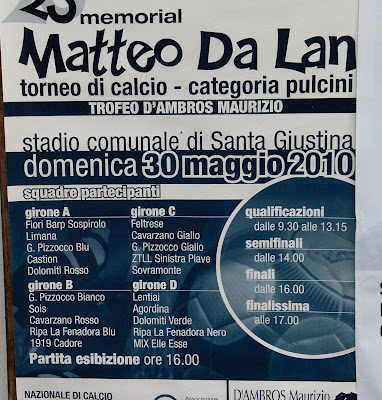 23 memorial
Matteo Da Lan
torneo di calcio - categoria pulcini
TROFEO D'AMBROS MAURIZIO
stadio comunale di Santa Giustina
domenica 30 maggio 2010
squadre partecipanti
girone A
Fiori Barp Sospirolo
Limana
G. Pizzocco Blu
Castion
Dolomiti Rosso
girone B
G. Pizzocco Bianco
Sois
Cavarzano Rosso
Ripa La Fenadora Blu
1919 Cadore
girone C
Feltrese
Cavarzano Giallo
G. Pizzocco Giallo
ZTLL Sinistra Piave
Sovramonte
girone D
Lentiai
Agordina
Dolomiti Verde
Ripa La Fenadora Nero
MIX Elle Esse
Partita esibizione ore 16.00
qualificazioni
dalle 9.30 alle 13.15
semifinali
dalle 14.00
finali
dalle 16.00
finalissima
alle 17.00
NAZIONALE DI CALCIO
Associazione
D'AMBROS Maurizio